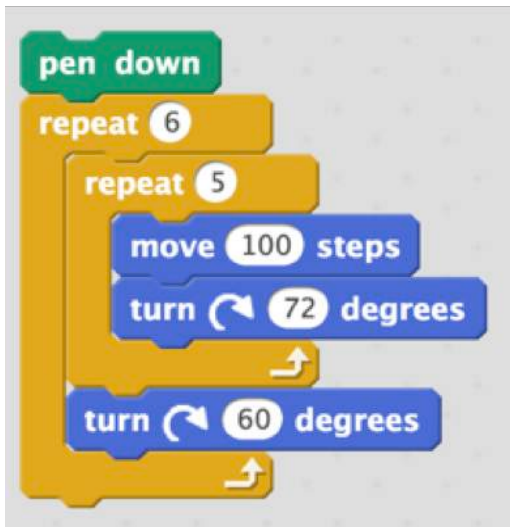 pen down
repeat 6
repeat 5
move 100 steps
turn 72 degrees
turn 60 degrees